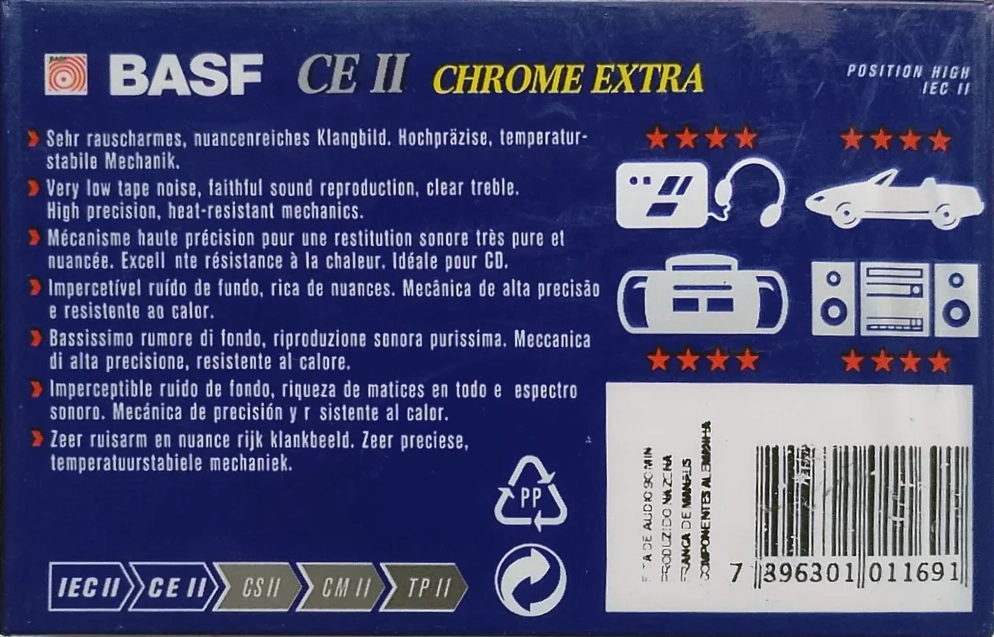 BASF CE II CHROME EXTRA
POSITION HIGH
IEC II
Sehr rauscharmes, nuancenreiches Klangbild. Hochpräzise, temperatur-
stabile Mechanik.
Very low tape noise, faithful sound reproduction, clear treble.
High precision, heat-resistant mechanics.
Mécanisme haute précision pour une restitution sonore très pure et
nuancée. Excell nte résistance à la chaleur. Idéale pour CD.
Impercetível ruído de fundo, rica de nuances. Mecânica de alta precisão
e resistente ao calor.
Bassissimo rumore di fondo, riproduzione sonora purissima. Meccanica
di alta precisione, resistente al calore.
Imperceptible ruido de fondo, riqueza de matices en todo e espectro
sonoro. Mecánica de precisión y r sistente al calor.
Zeer ruisarm en nuance rijk klankbeeld. Zeer preciese,
temperatuurstabiele mechaniek.
PP
IEC II CE II CS II CM II TP II
F TA DE AUDIO 90 MIN
PRODUZIDO NA ZONA
FRANCA DE MANAUS
COMPONENTES ALEMANHA
7 896301 011691